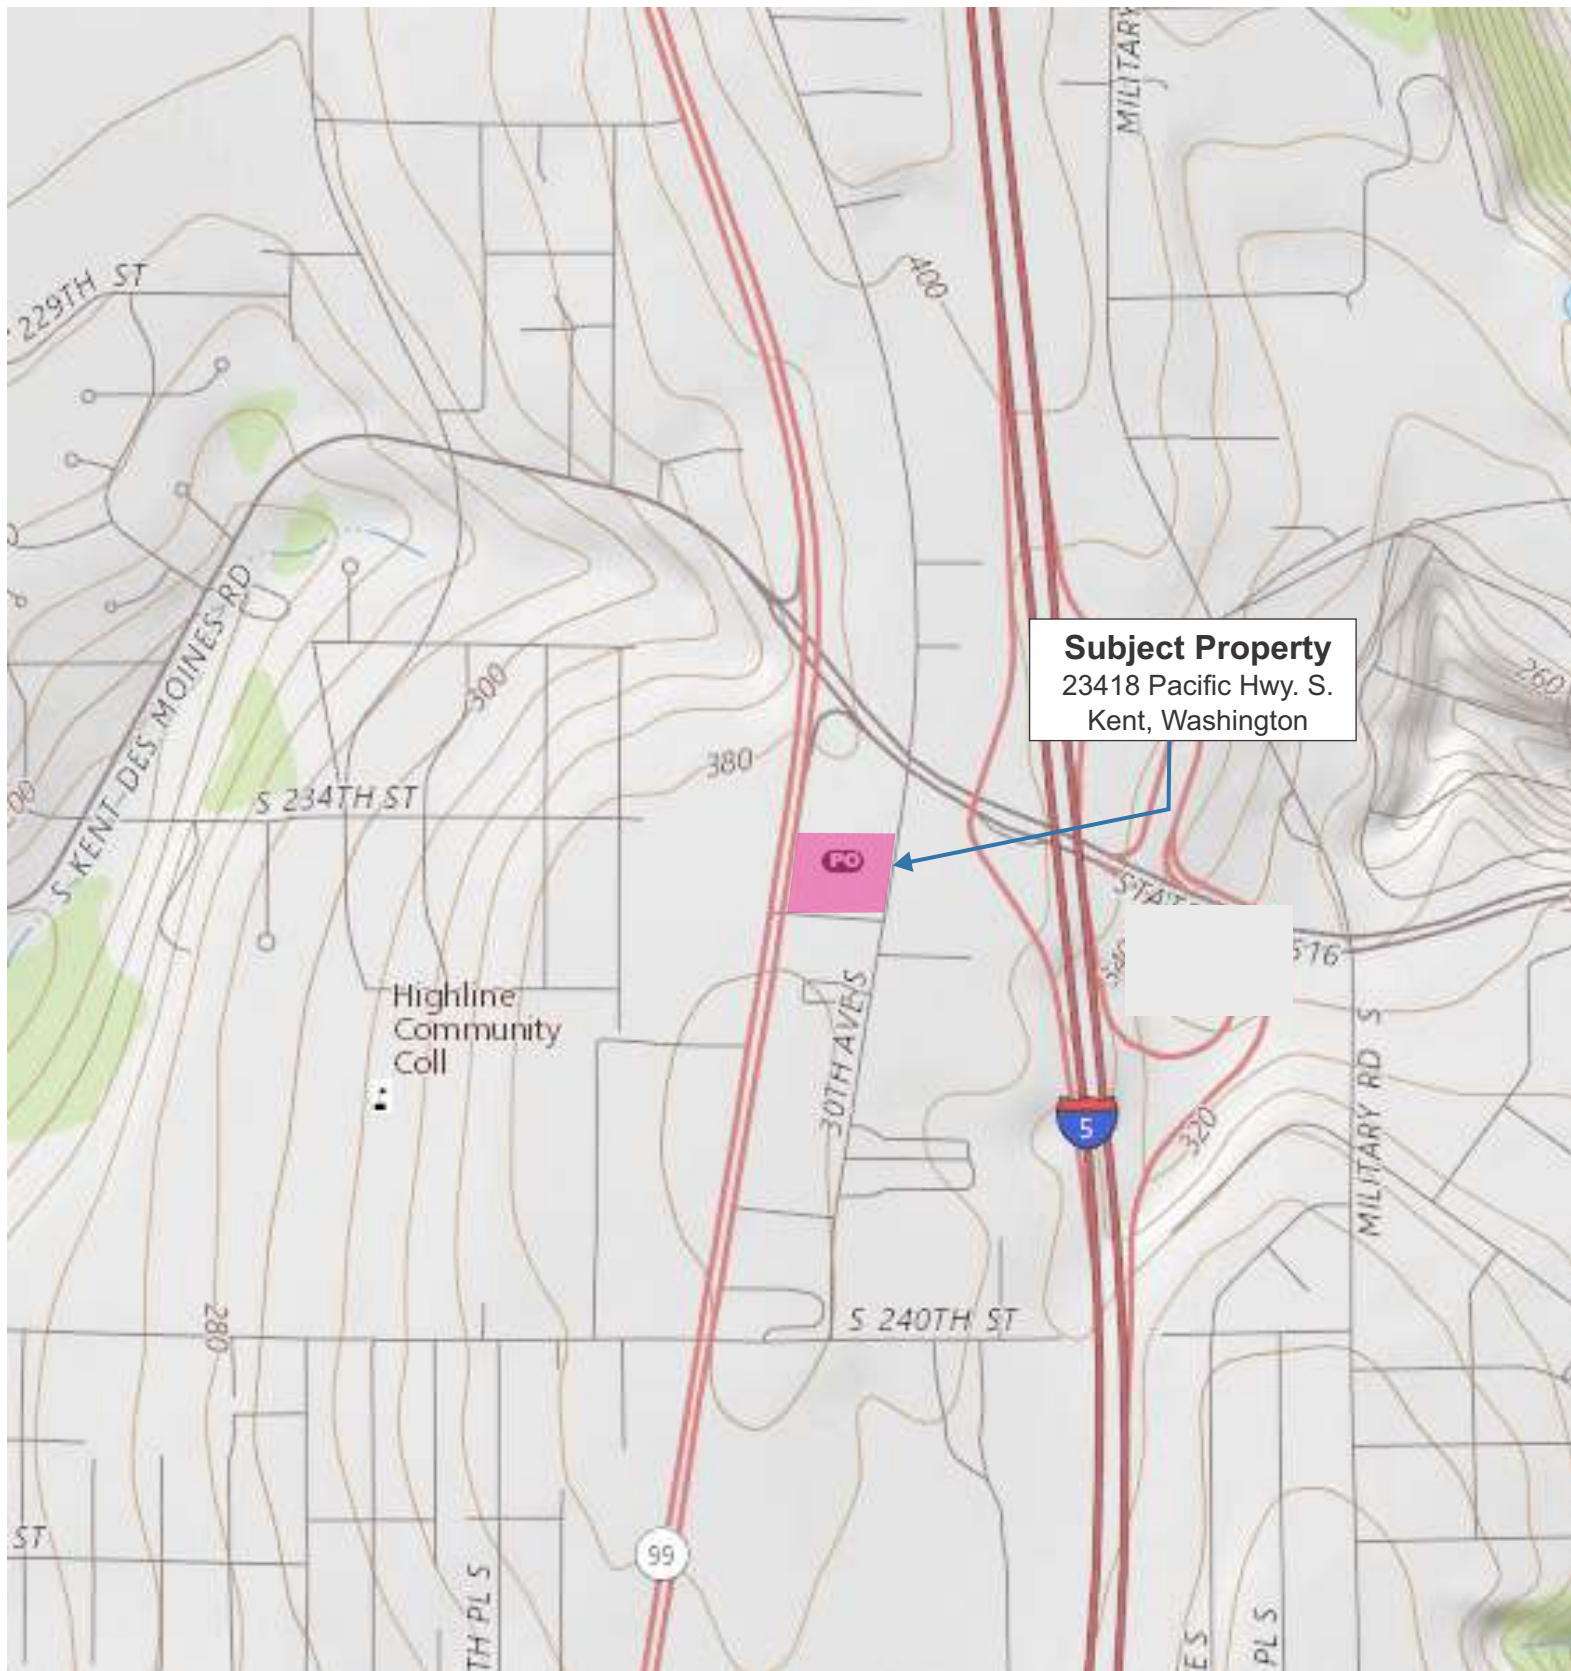 MILITARY
400
229TH ST
Subject Property
23418 Pacific Hwy. S.
Kent, Washington
260
300
380
S KENT-DES MOINES RD
S 234TH ST
PO
516
Highline
Community
Coll
30TH AVE S
MILITARY RD S
5
320
280
S 240TH ST
ST
99
TH PL S
PL S